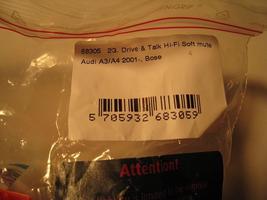 68305 23. Drive & Talk Hi-Fi Soft mute
Audi A3/A4 2001-, Bose
5 705932 683059
Attention!